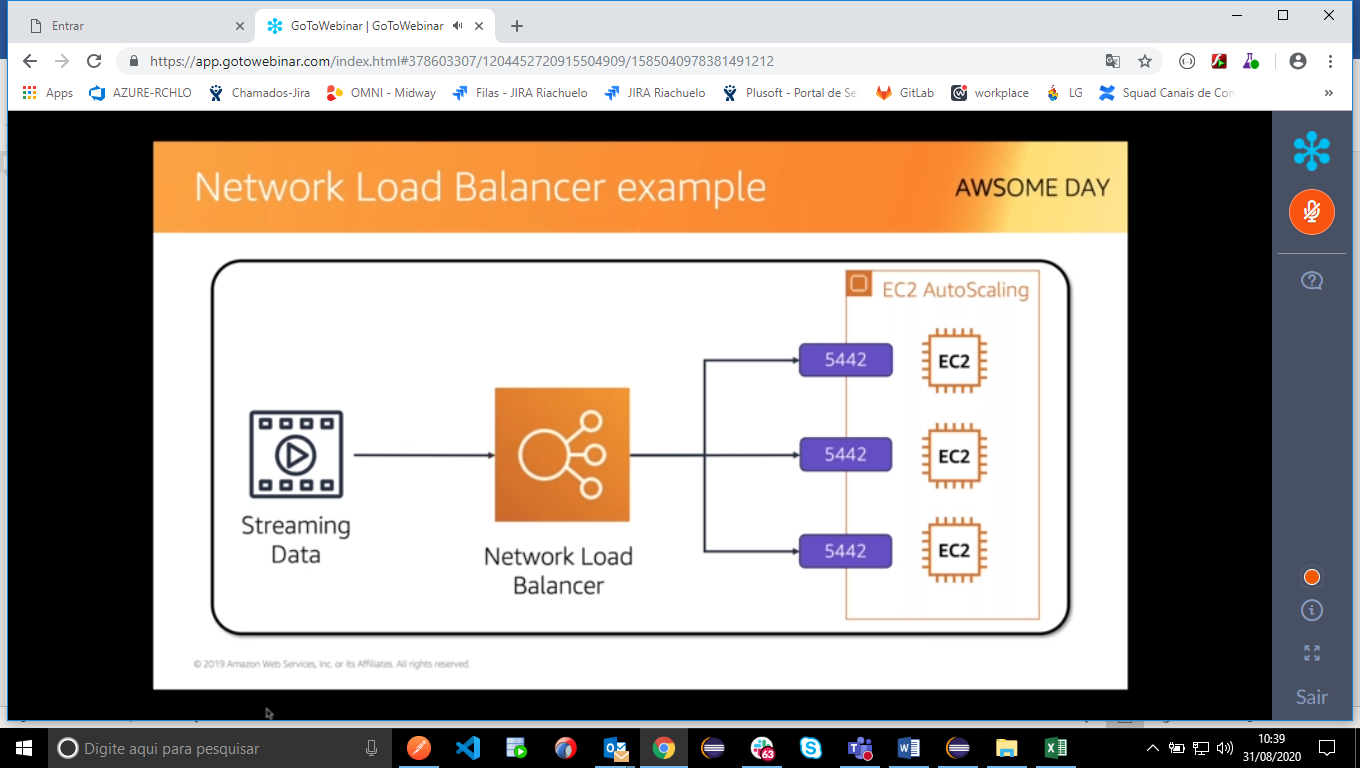 Entrar
GoToWebinar | GoToWebinar
https://app.gotowebinar.com/index.html#378603307/1204452720915504909/1585040978381491212
Apps AZURE-RCHLO Chamados-Jira OMNI - Midway Filas - JIRA Riachuelo JIRA Riachuelo Plusoft - Portal de Se GitLab workplace LG Squad Canais de Con »
Network Load Balancer example
AWSOME DAY
EC2 AutoScaling
5442
EC2
5442
EC2
5442
EC2
Streaming
Data
Network Load
Balancer
© 2019 Amazon Web Services, Inc. or its Affiliates. All rights reserved.
Sair
Digite aqui para pesquisar
63
10:39
31/08/2020